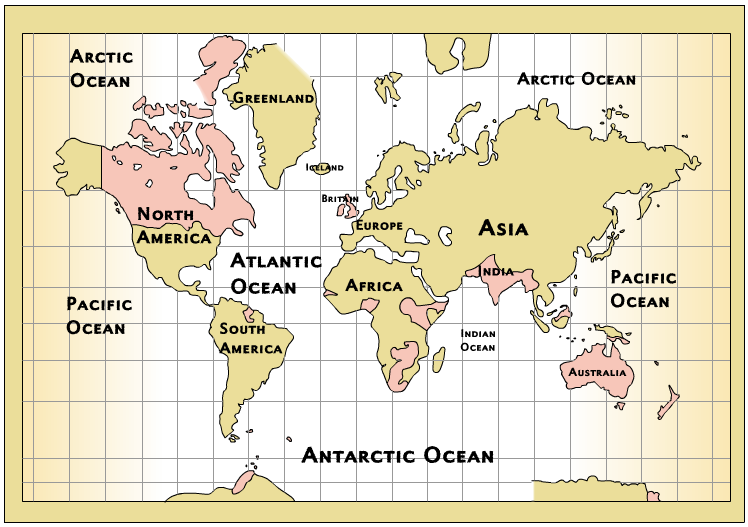 ARCTIC
OCEAN
ARCTIC OCEAN
GREENLAND
ICELAND
BRITAIN
NORTH
AMERICA
EUROPE
ASIA
ATLANTIC
OCEAN
AFRICA
INDIA
PACIFIC
OCEAN
PACIFIC
OCEAN
SOUTH
AMERICA
INDIAN
OCEAN
AUSTRALIA
ANTARCTIC OCEAN